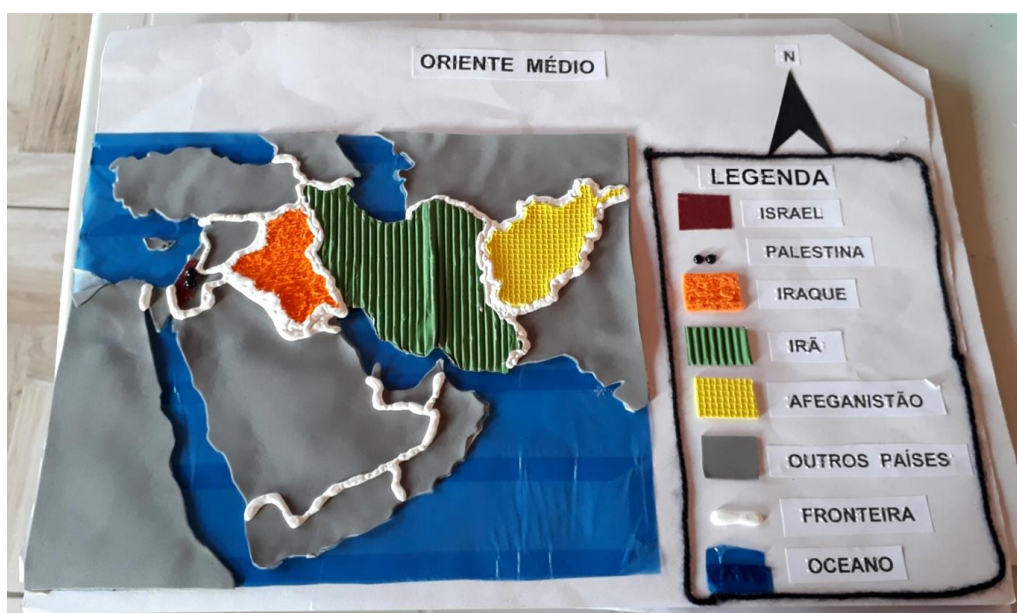 ORIENTE MÉDIO
N
LEGENDA
ISRAEL
PALESTINA
IRAQUE
IRÃ
AFEGANISTÃO
OUTROS PAÍSES
FRONTEIRA
OCEANO